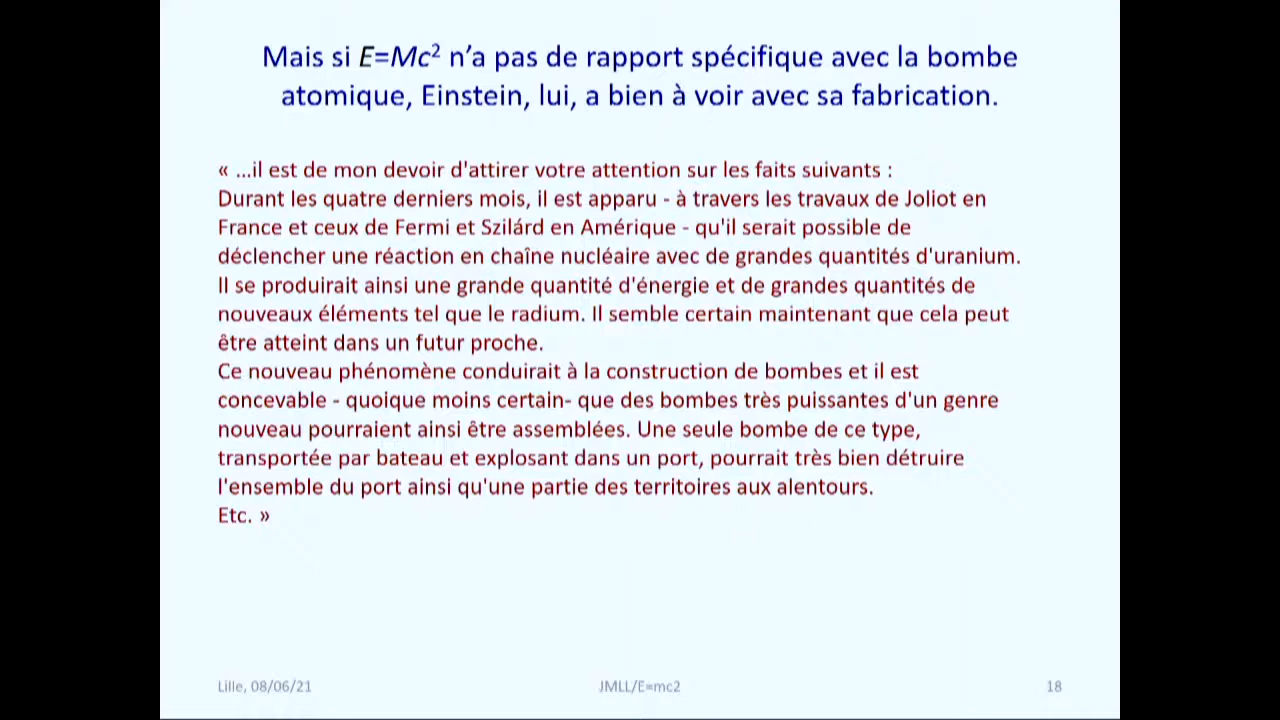 Mais si E=Mc² n’a pas de rapport spécifique avec la bombe
atomique, Einstein, lui, a bien à voir avec sa fabrication.
« ...il est de mon devoir d'attirer votre attention sur les faits suivants :
Durant les quatre derniers mois, il est apparu - à travers les travaux de Joliot en
France et ceux de Fermi et Szilárd en Amérique - qu'il serait possible de
déclencher une réaction en chaîne nucléaire avec de grandes quantités d'uranium.
Il se produirait ainsi une grande quantité d'énergie et de grandes quantités de
nouveaux éléments tel que le radium. Il semble certain maintenant que cela peut
être atteint dans un futur proche.
Ce nouveau phénomène conduirait à la construction de bombes et il est
concevable - quoique moins certain- que des bombes très puissantes d'un genre
nouveau pourraient ainsi être assemblées. Une seule bombe de ce type,
transportée par bateau et explosant dans un port, pourrait très bien détruire
l'ensemble du port ainsi qu'une partie des territoires aux alentours.
Etc. »
Lille, 08/06/21 JMLL/E=mc2 18